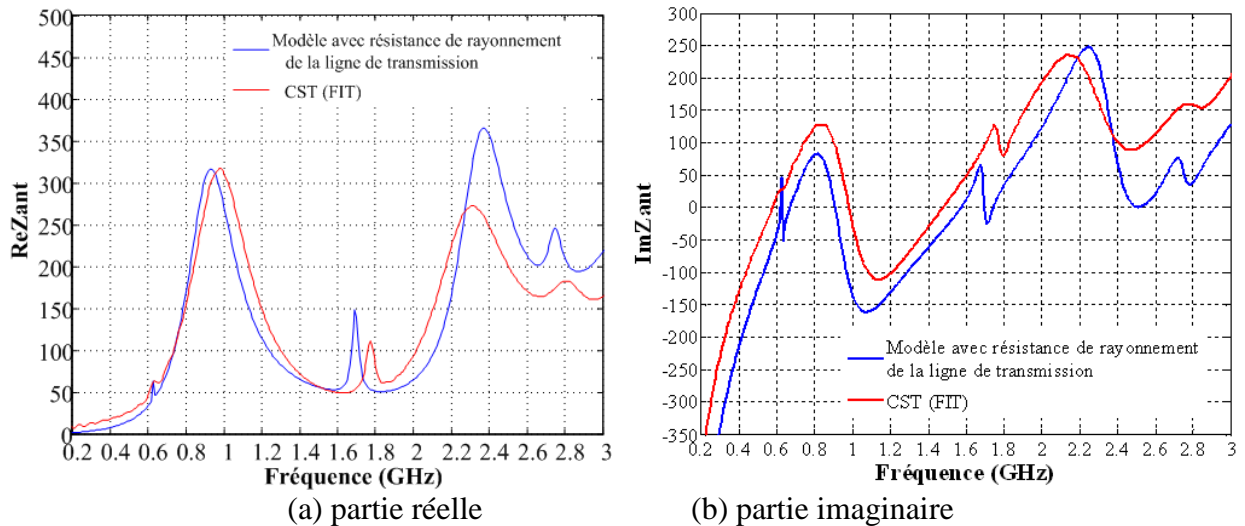 500
450
400
350
300
250
200
150
100
50
0
ReZant
Modèle avec résistance de rayonnement
de la ligne de transmission
CST (FIT)
0.2 0.4 0.6 0.8 1 1.2 1.4 1.6 1.8 2 2.2 2.4 2.6 2.8 3
Fréquence (GHz)
(a) partie réelle
300
250
200
150
100
50
0
-50
-100
-150
-200
-250
-300
-350
ImZant
Modèle avec résistance de rayonnement
de la ligne de transmission
CST (FIT)
0.2 0.4 0.6 0.8 1 1.2 1.4 1.6 1.8 2 2.2 2.4 2.6 2.8 3
Fréquence (GHz)
(b) partie imaginaire